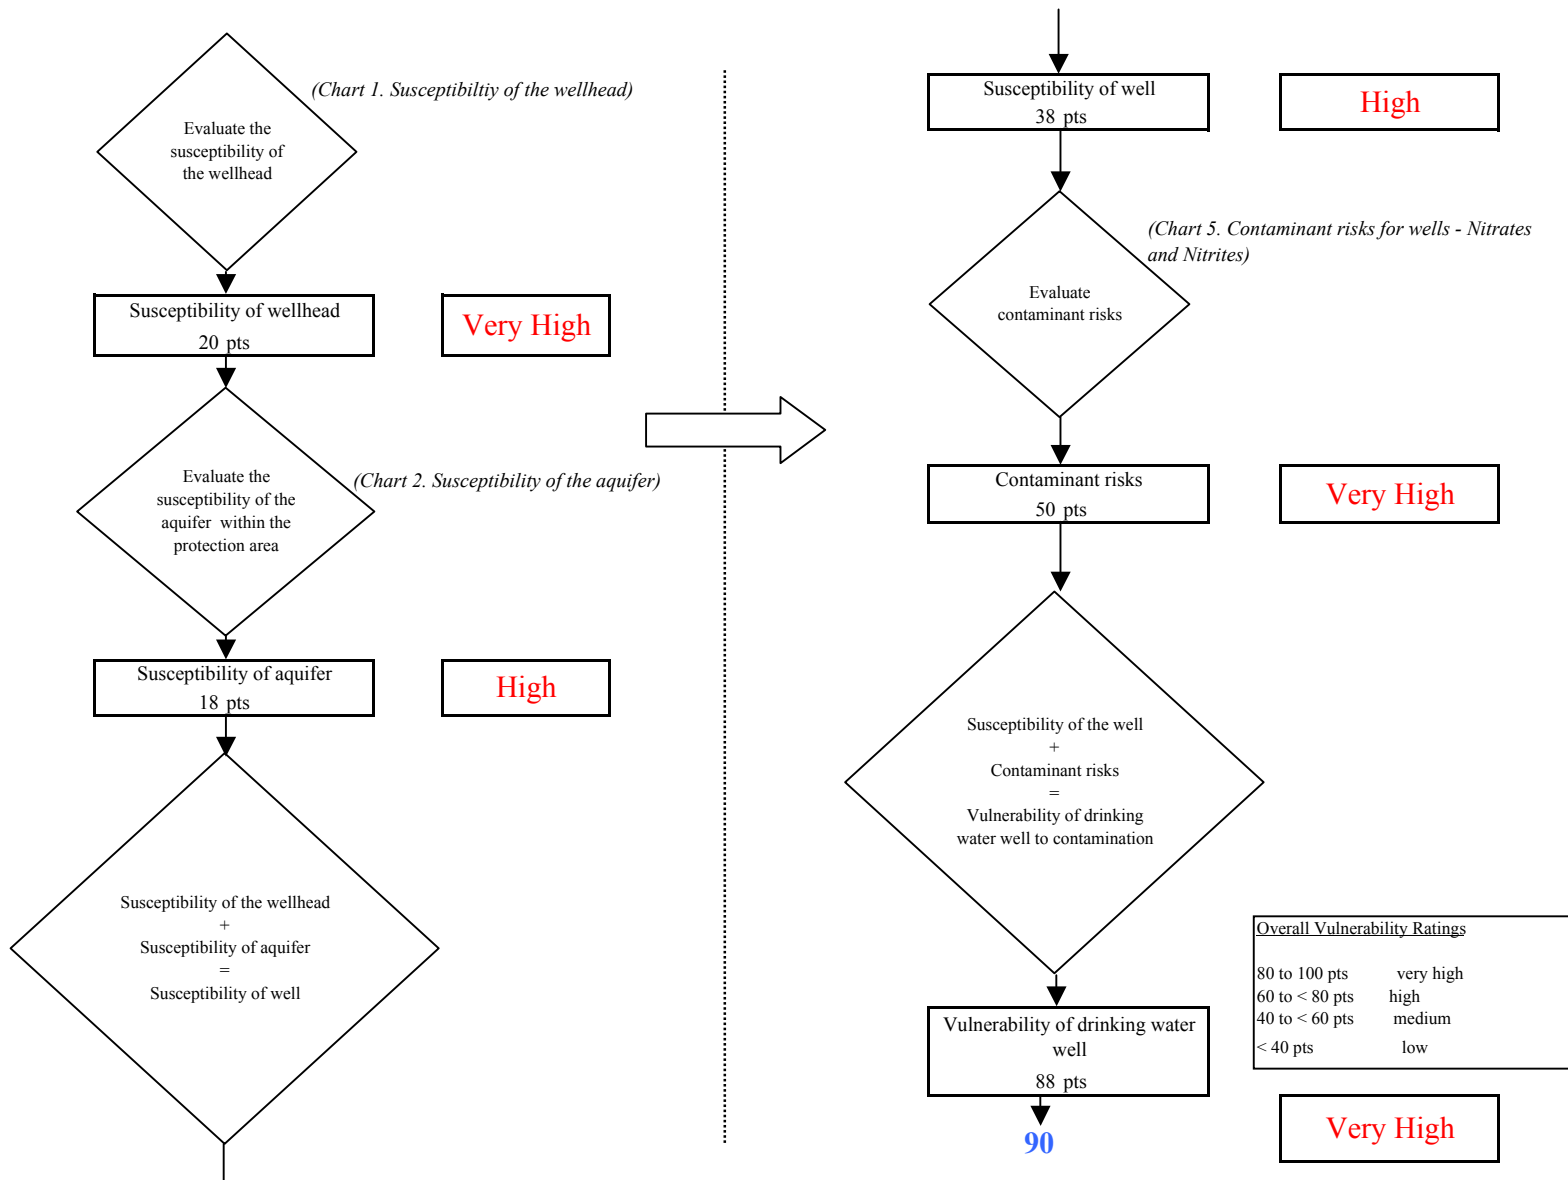 (Chart 1. Susceptibiltiy of the wellhead)
Evaluate the
susceptibility of
the wellhead
Susceptibility of wellhead
20 pts
Very High
Evaluate the
susceptibility of the
aquifer within the
protection area
(Chart 2. Susceptibility of the aquifer)
Susceptibility of aquifer
18 pts
High
Susceptibility of the wellhead
+
Susceptibility of aquifer
=
Susceptibility of well
Susceptibility of well
38 pts
High
(Chart 5. Contaminant risks for wells - Nitrates
and Nitrites)
Evaluate
contaminant risks
Contaminant risks
50 pts
Very High
Susceptibility of the well
+
Contaminant risks
=
Vulnerability of drinking
water well to contamination
Overall Vulnerability Ratings
80 to 100 pts very high
60 to < 80 pts high
40 to < 60 pts medium
< 40 pts low
Vulnerability of drinking water
well
88 pts
90
Very High